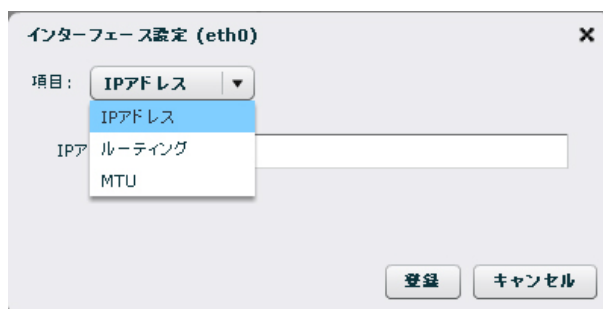 インターフェース設定 (eth0)
項目: IPアドレス
IPアドレス
IPア
ルーティング
MTU
登録 キャンセル